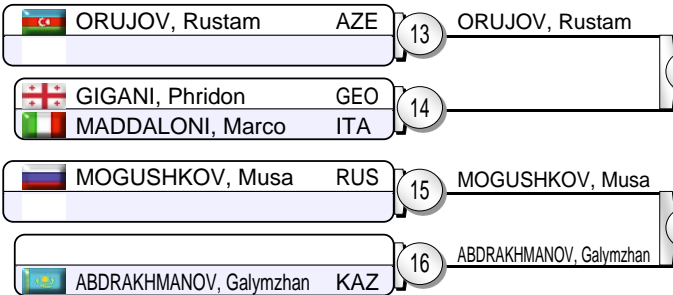 ORUJOV, Rustam AZE 13 ORUJOV, Rustam
GIGANI, Phridon GEO 14
MADDALONI, Marco ITA
MOGUSHKOV, Musa RUS 15 MOGUSHKOV, Musa
16 ABDRAKHMANOV, Galymzhan
ABDRAKHMANOV, Galymzhan KAZ